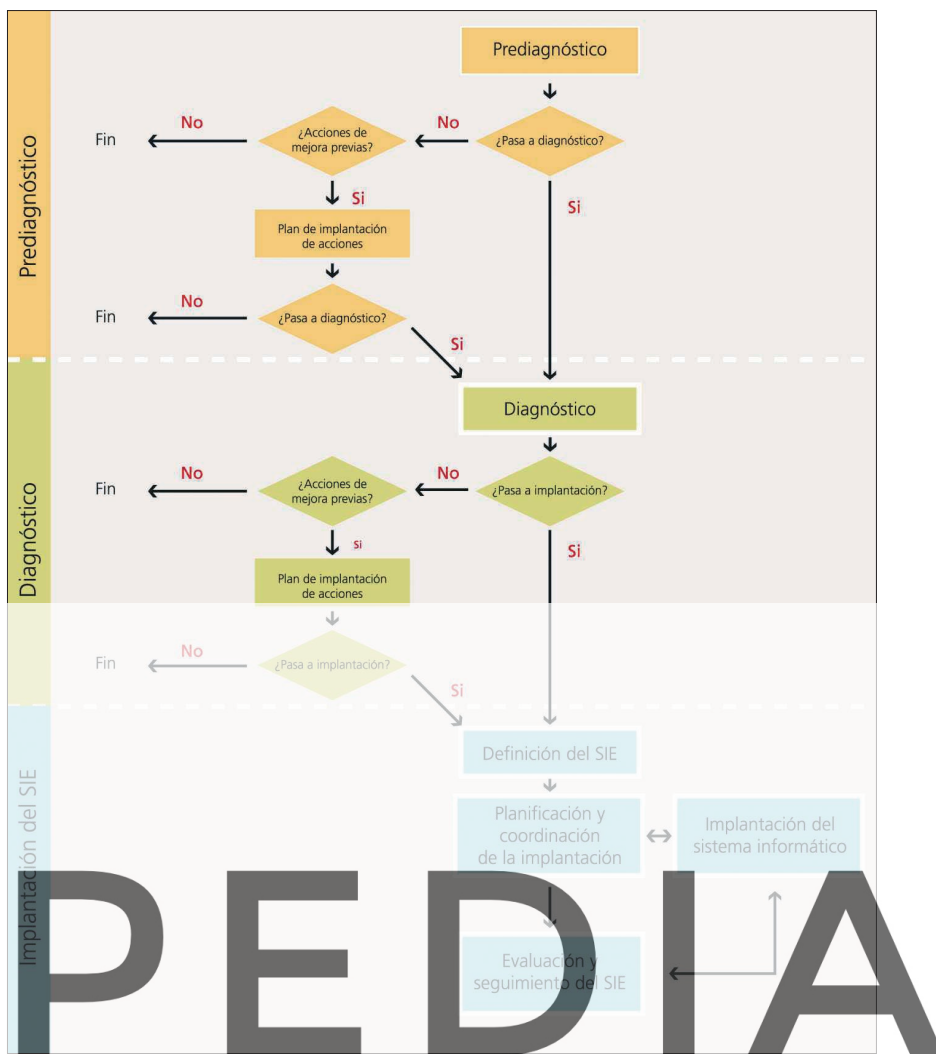 Prediagnóstico
Prediagnóstico
¿Pasa a diagnóstico?
No
¿Acciones de
mejora previas?
No
Fin
Si
Si
Plan de implantación
de acciones
¿Pasa a diagnóstico?
No
Fin
Si
Diagnóstico
Diagnóstico
¿Pasa a implantación?
No
¿Acciones de
mejora previas?
No
Fin
Si
Si
Plan de implantación
de acciones
¿Pasa a implantación?
No
Fin
Si
Implantación del SIE
Definición del SIE
Planificación y
coordinación
de la implantación
Implantación del
sistema informático
Evaluación y
seguimiento del SIE
PEDIA